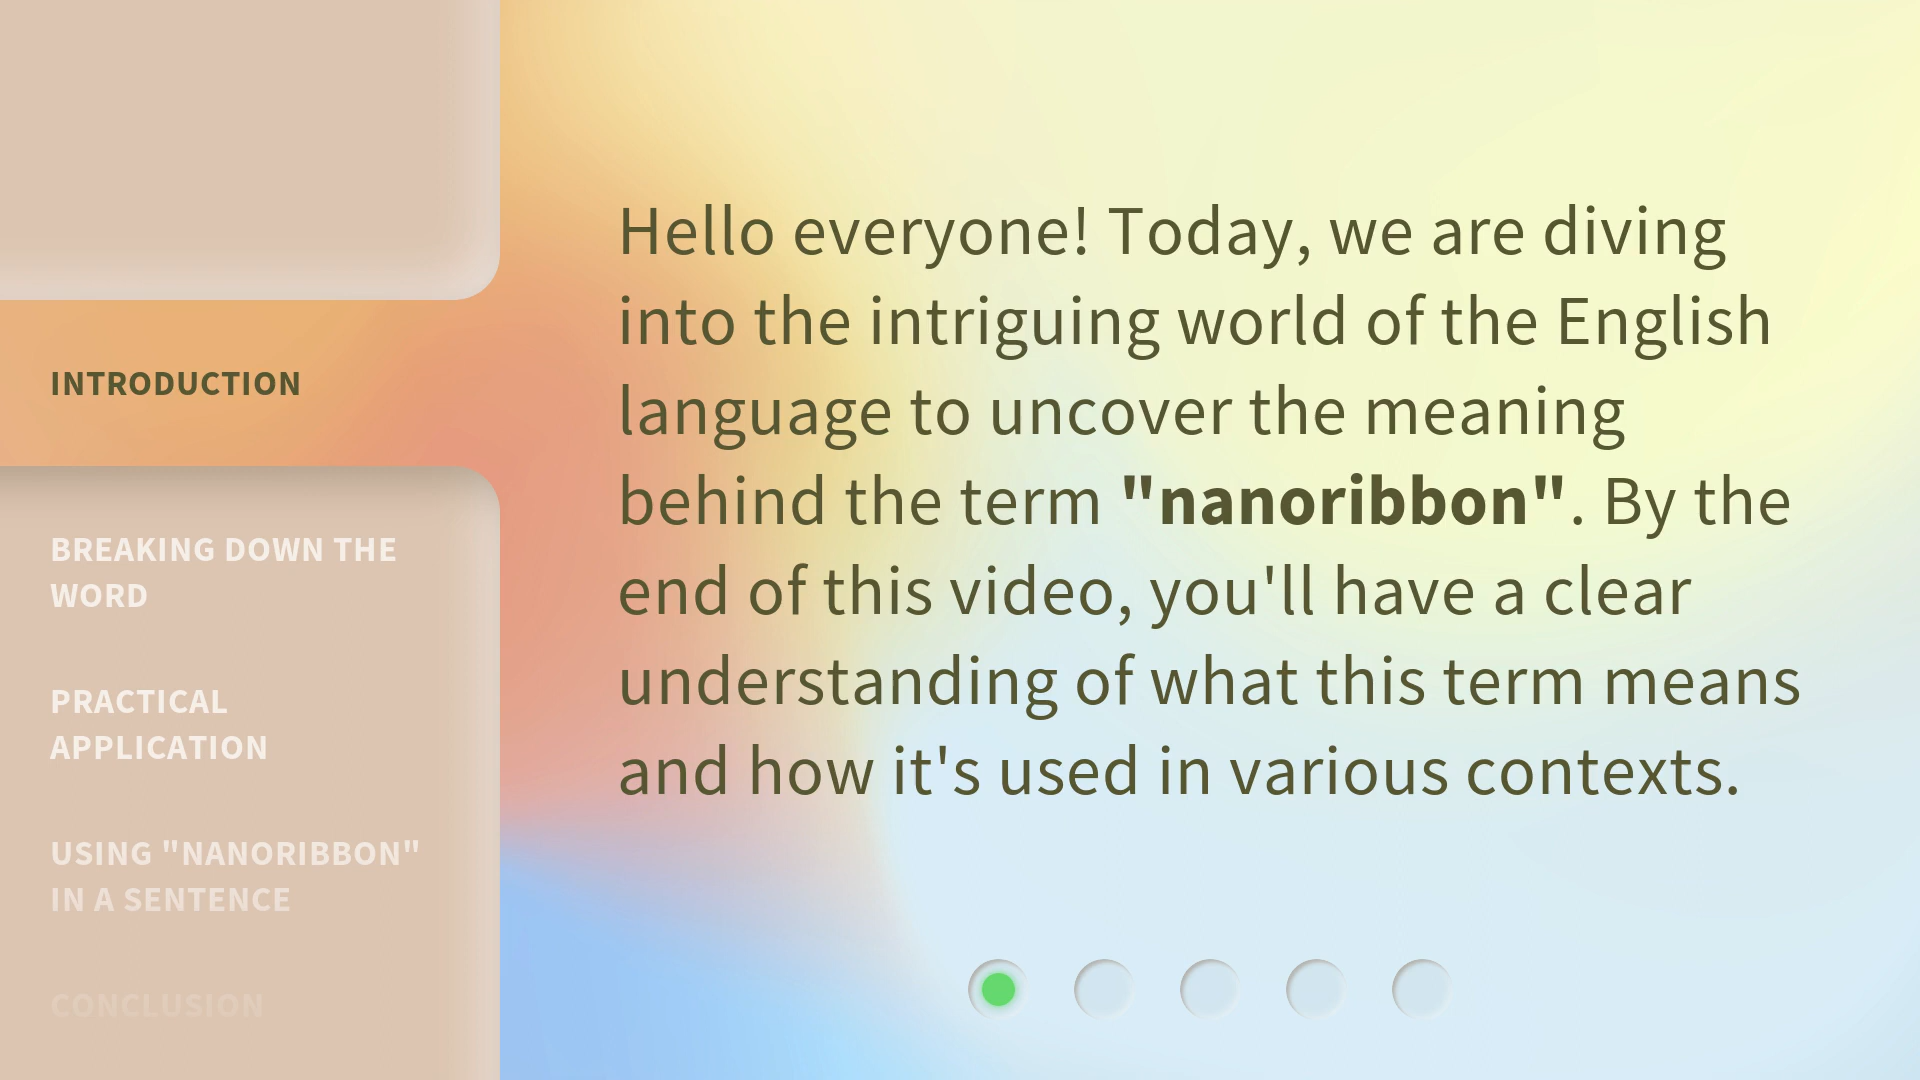 INTRODUCTION
BREAKING DOWN THE
WORD
PRACTICAL
APPLICATION
USING "NANORIBBON"
IN A SENTENCE
CONCLUSION
Hello everyone! Today, we are diving
into the intriguing world of the English
language to uncover the meaning
behind the term "nanoribbon". By the
end of this video, you'll have a clear
understanding of what this term means
and how it's used in various contexts.